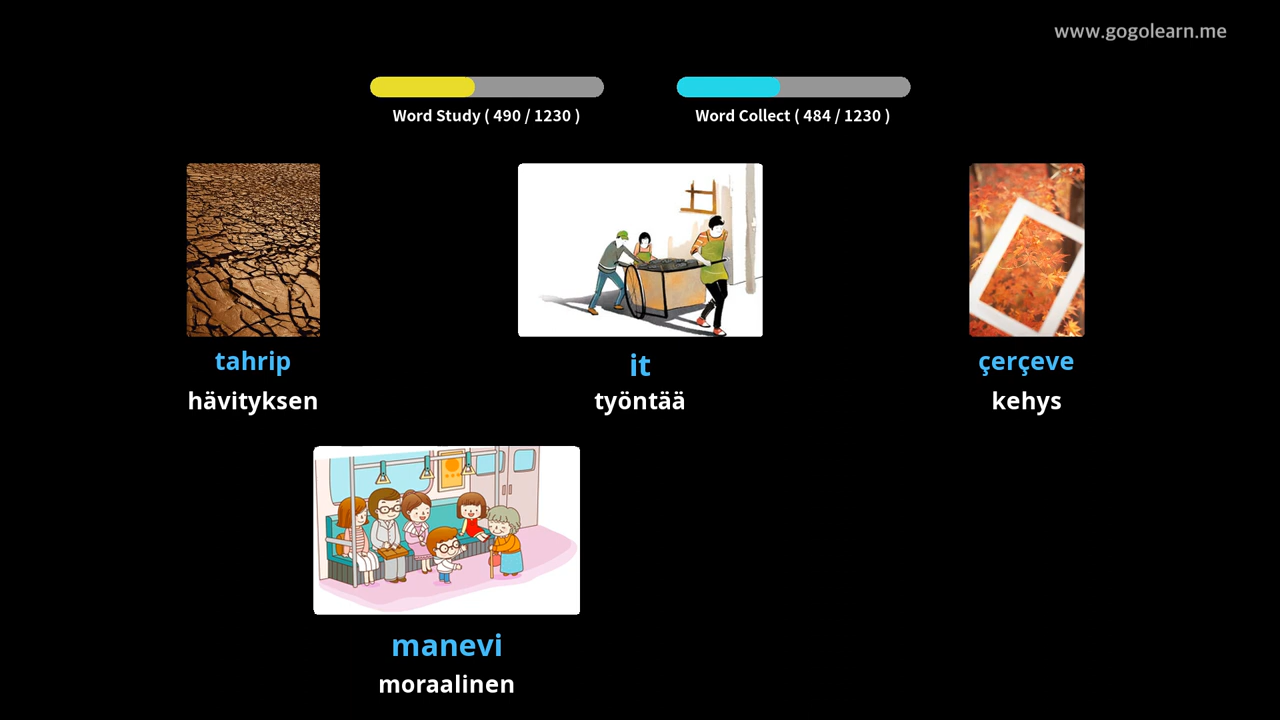 www.gogolearn.me
Word Study ( 490 / 1230 )
Word Collect ( 484 / 1230 )
tahrip
hävityksen
it
työntää
çerçeve
kehys
manevi
moraalinen